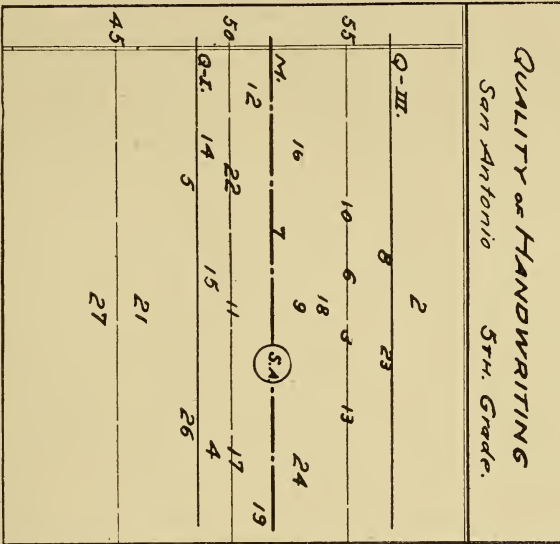 QUALITY OF HANDWRITING
San Antonio 5TH. Grade.
2
Q-III. 8 23
55 10 6 3 13
18
16 9 24
M. 7 S.A
12 19
50 22 11 17
Q-I. 14 15 4
5 26
21
45
27